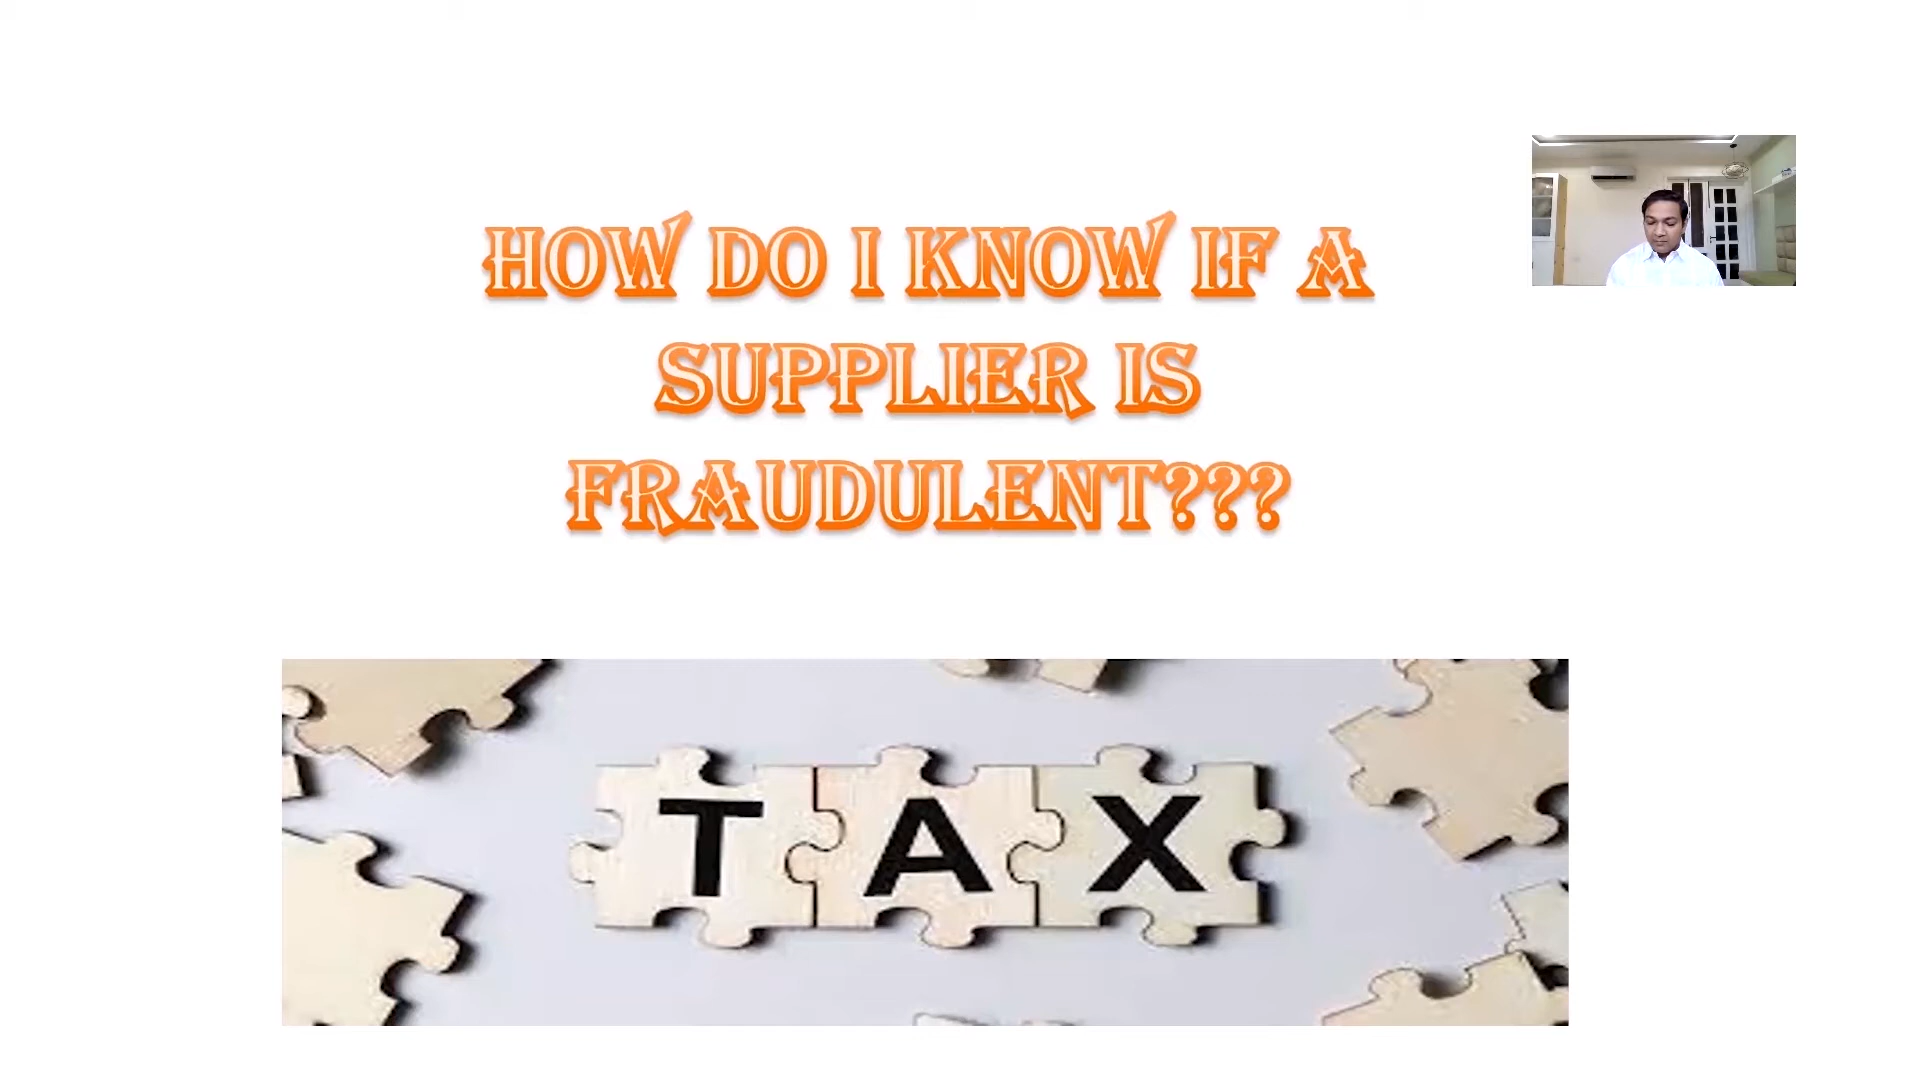 HOW DO I KNOW IF A
SUPPLIER IS
FRAUDULENT???
TAX